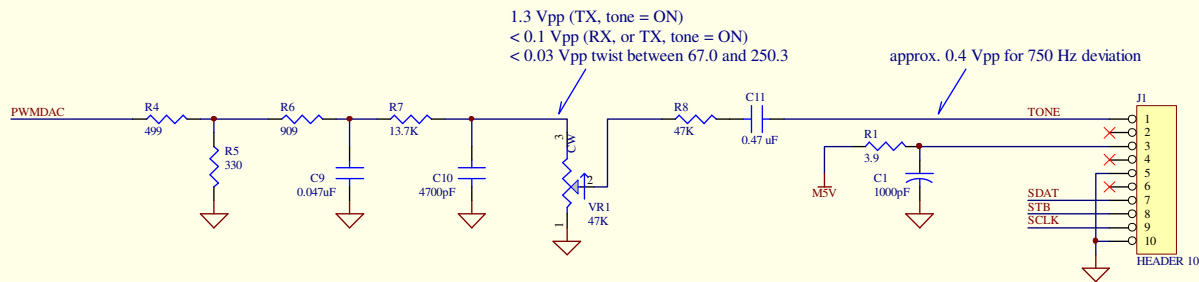 1.3 Vpp (TX, tone = ON)
< 0.1 Vpp (RX, or TX, tone = ON)
< 0.03 Vpp twist between 67.0 and 250.3
approx. 0.4 Vpp for 750 Hz deviation
PWMDAC
R4
499
R5
330
R6
909
C9
0.047uF
R7
13.7K
C10
4700pF
3
CW
2
1
VR1
47K
R8
47K
C11
0.47 uF
M5V
R1
3.9
C1
1000pF
TONE
SDAT
STB
SCLK
J1
1
2
3
4
5
6
7
8
9
10
HEADER 10